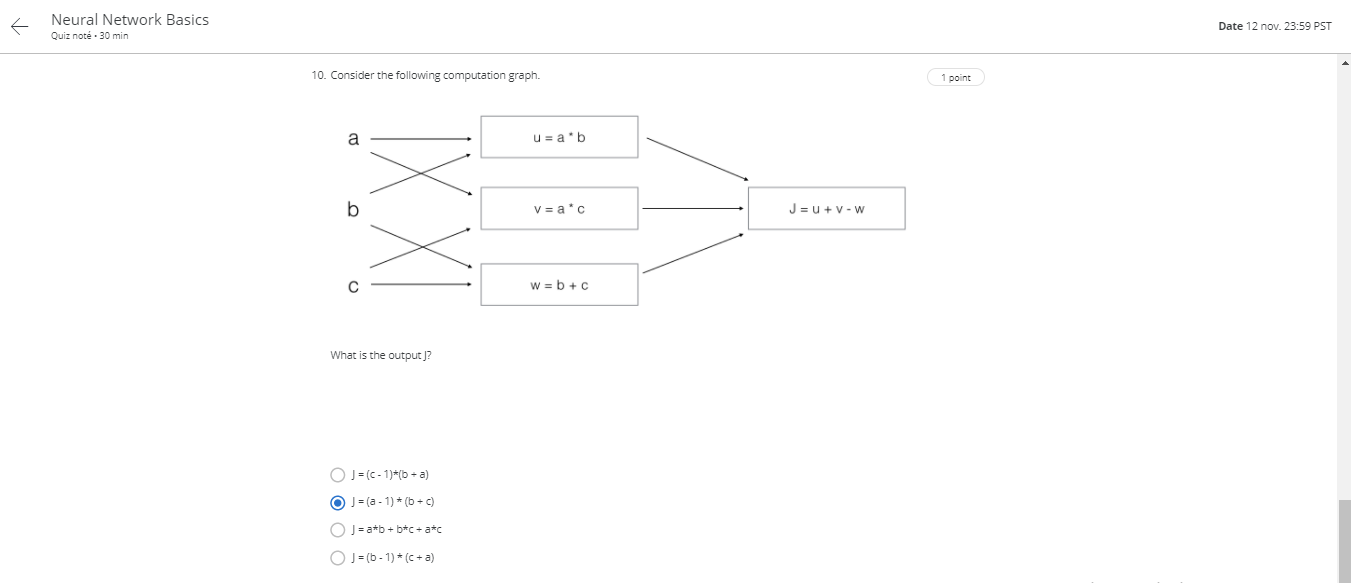 Neural Network Basics
Quiz noté • 30 min
Date 12 nov. 23:59 PST
10. Consider the following computation graph.
1 point
a
u = a * b
b
v = a * c
J = u + v - w
c
w = b + c
What is the output J?
J = (c - 1)*(b + a)
J = (a - 1) * (b + c)
J = a*b + b*c + a*c
J = (b - 1) * (c + a)